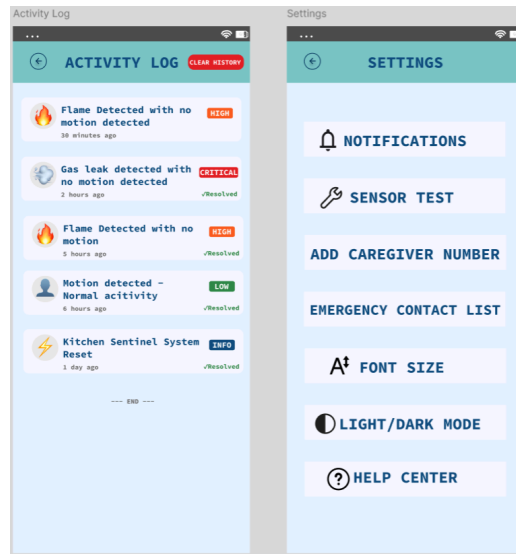 Activity Log
...
ACTIVITY LOG
CLEAR HISTORY
Flame Detected with no
motion detected
HIGH
30 minutes ago
Gas leak detected with
no motion detected
CRITICAL
2 hours ago
√Resolved
Flame Detected with no
motion
HIGH
5 hours ago
√Resolved
Motion detected –
Normal acitivity
LOW
6 hours ago
√Resolved
Kitchen Sentinel System
Reset
INFO
1 day ago
√Resolved
--- END ---
Settings
...
SETTINGS
NOTIFICATIONS
SENSOR TEST
ADD CAREGIVER NUMBER
EMERGENCY CONTACT LIST
A FONT SIZE
LIGHT/DARK MODE
? HELP CENTER